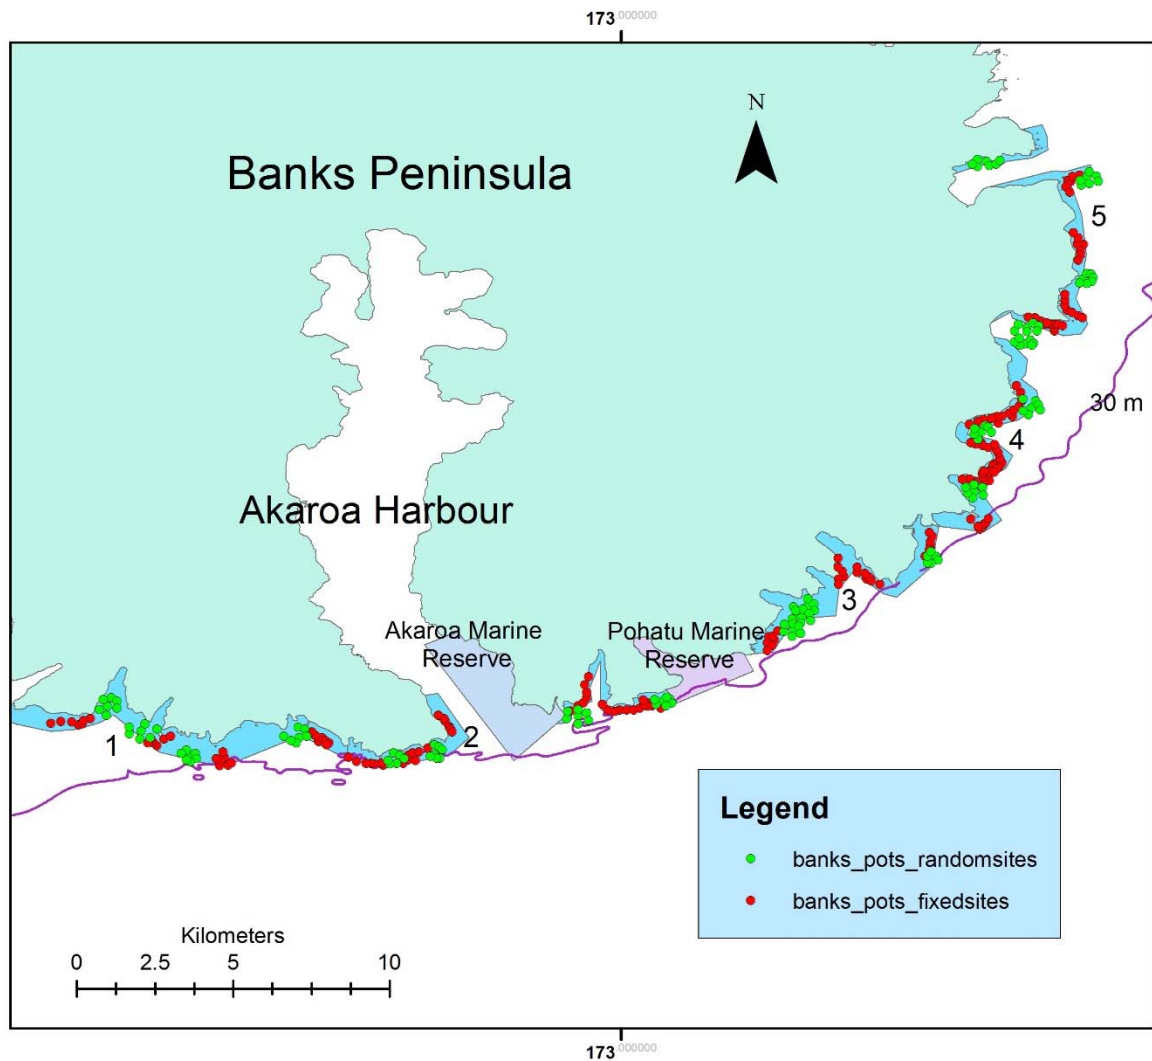 173.000000
N
Banks Peninsula
5
30 m
4
Akaroa Harbour
3
Akaroa Marine
Reserve
Pohatu Marine
Reserve
1
2
Legend
banks_pots_randomsites
banks_pots_fixedsites
Kilometers
0 2.5 5 10
173.000000